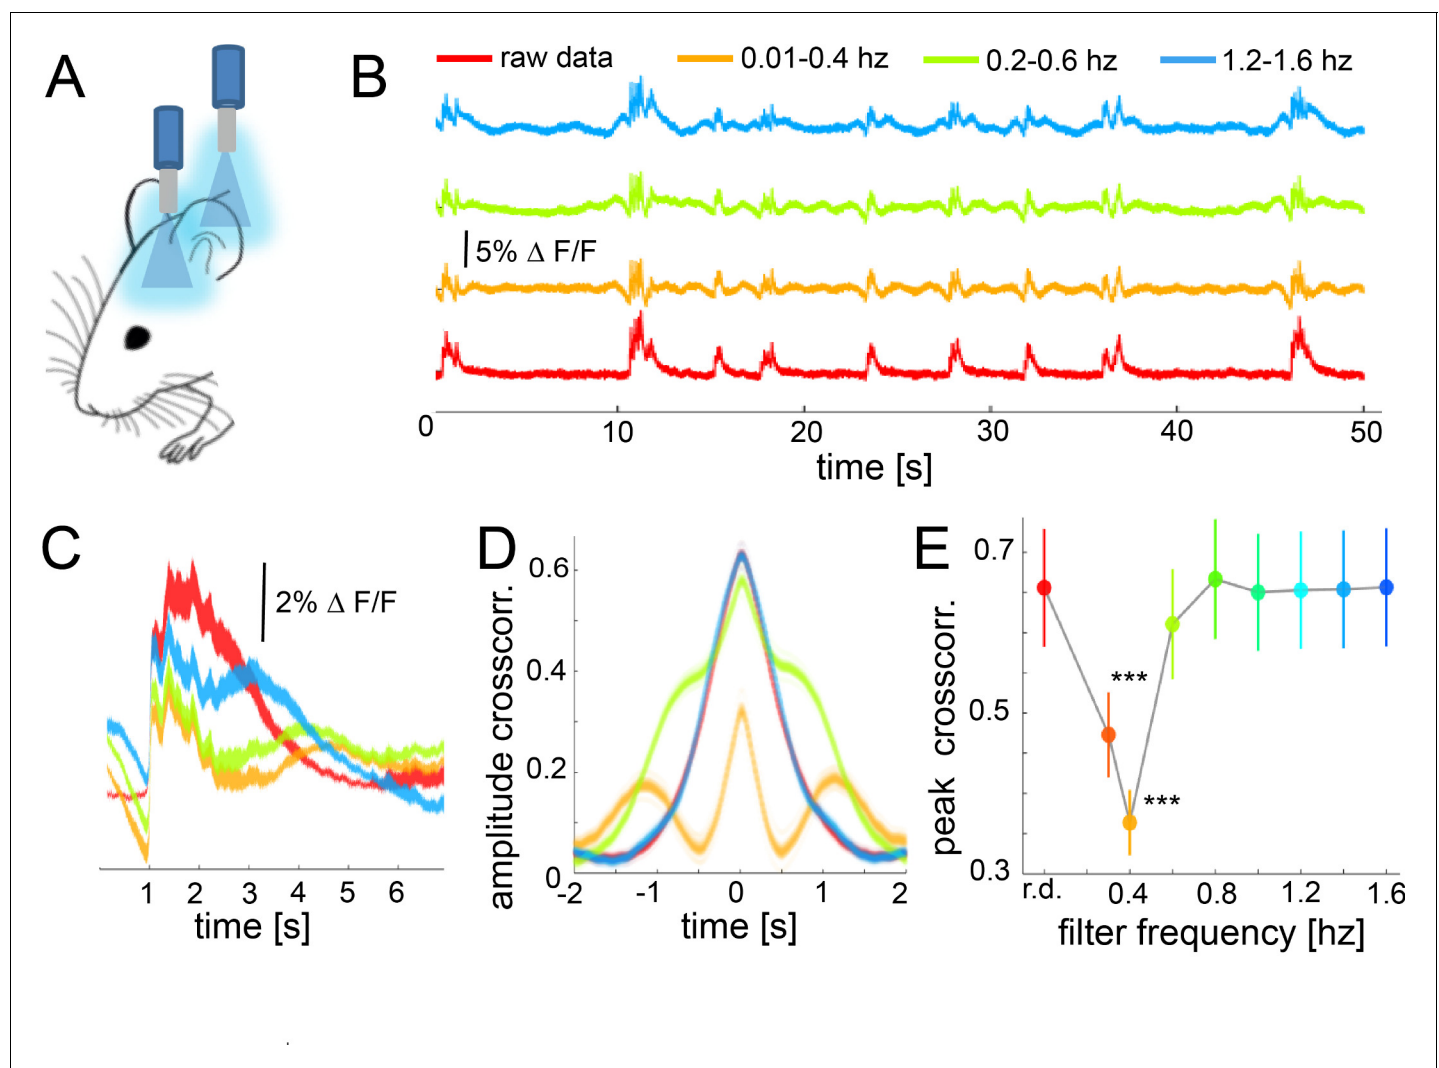 A
B
raw data
0.01-0.4 hz
0.2-0.6 hz
1.2-1.6 hz
5% Δ F/F
0
10
20
30
40
50
time [s]
C
2% Δ F/F
1
2
3
4
5
6
time [s]
D
amplitude crosscorr.
0.6
0.4
0.2
0
-2
-1
0
1
2
time [s]
E
peak crosscorr.
0.7
0.5
0.3
***
***
r.d.
0.4
0.8
1.2
1.6
filter frequency [hz]